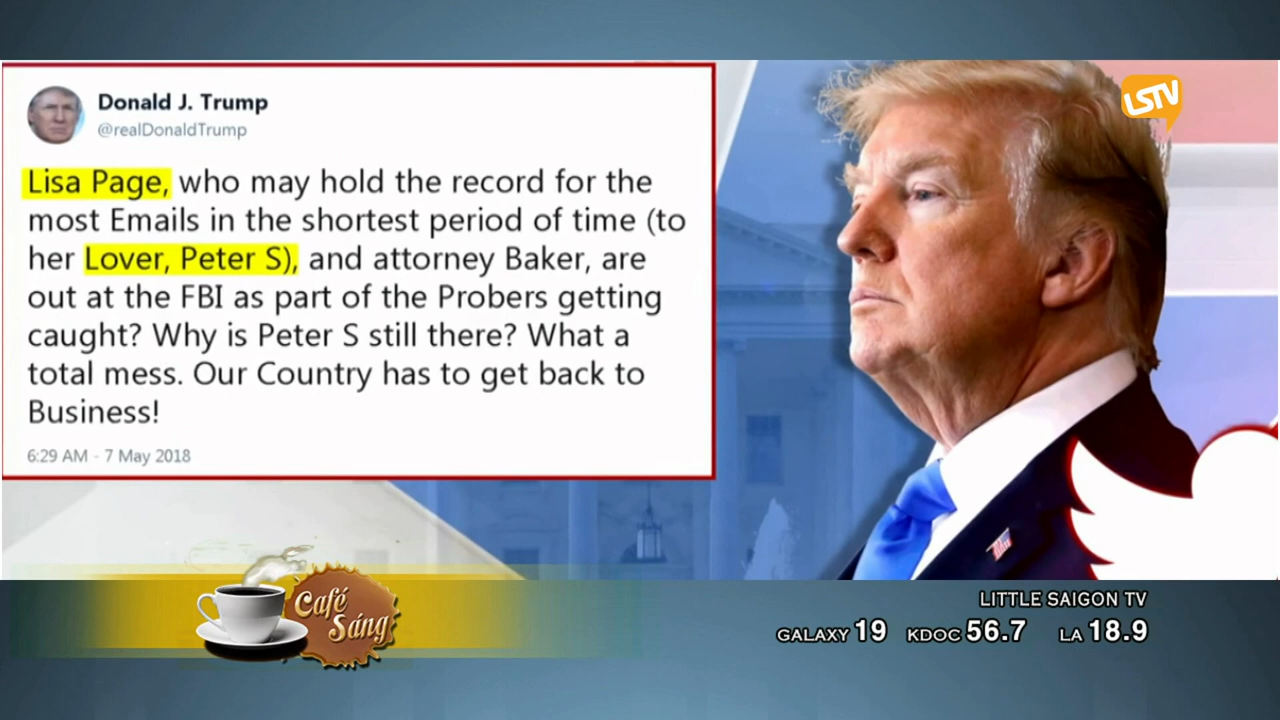 LSTV
Donald J. Trump
@realDonaldTrump
Lisa Page, who may hold the record for the
most Emails in the shortest period of time (to
her Lover, Peter S), and attorney Baker, are
out at the FBI as part of the Probers getting
caught? Why is Peter S still there? What a
total mess. Our Country has to get back to
Business!
6:29 AM - 7 May 2018
Café
Sáng
LITTLE SAIGON TV
GALAXY 19 KDOC 56.7 LA 18.9